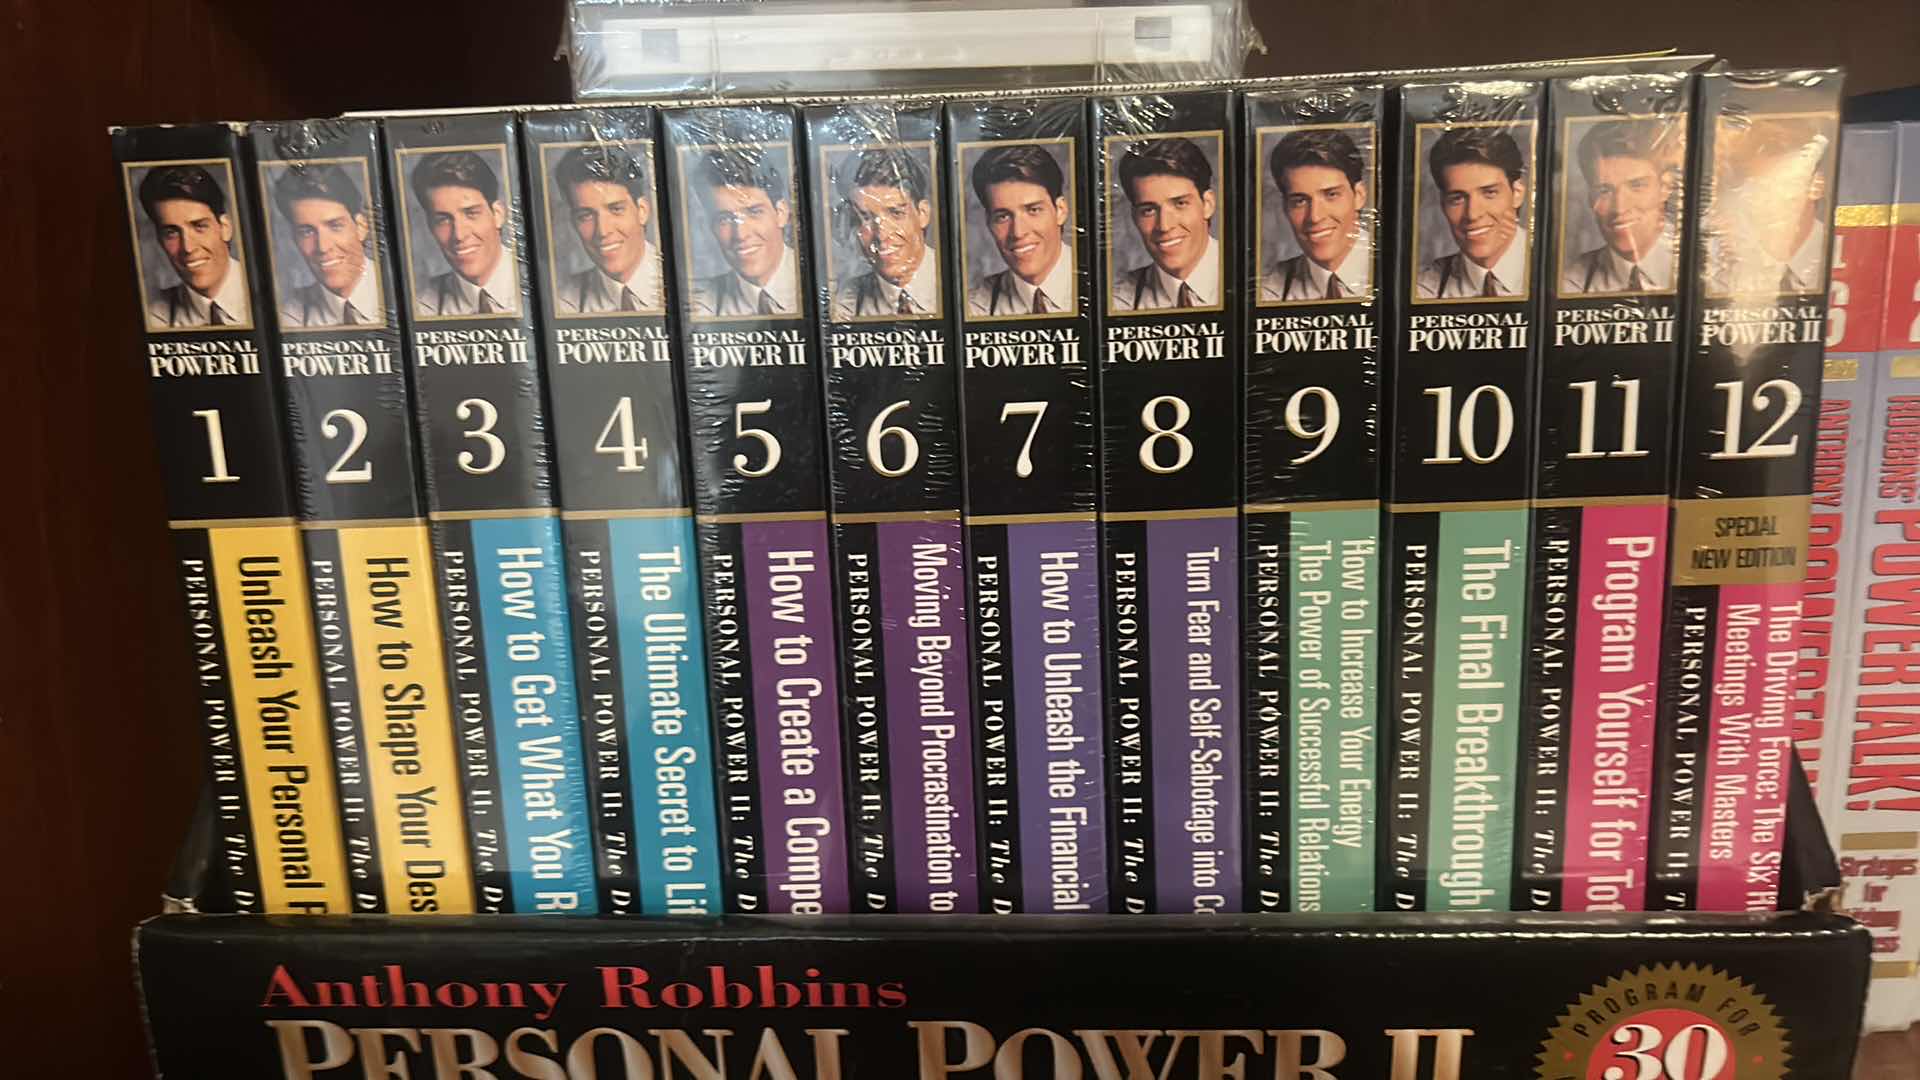 PERSONAL
POWER II
1
PERSONAL POWER II: The
Unleash Your Personal
PERSONAL
POWER II
2
PERSONAL POWER II: The
How to Shape Your
PERSONAL
POWER II
3
PERSONAL POWER II: The
How to Get What You
PERSONAL
POWER II
4
PERSONAL POWER II: The
The Ultimate Secret to
PERSONAL
POWER II
5
PERSONAL POWER II: The
How to Create a
PERSONAL
POWER II
6
PERSONAL POWER II: The
Moving Beyond Procrastination to
PERSONAL
POWER II
7
PERSONAL POWER II: The
How to Unleash the Financial
PERSONAL
POWER II
8
PERSONAL POWER II: The
Turn Fear and Self-Sabotage into
PERSONAL
POWER II
9
PERSONAL POWER II: The
How to Increase Your Energy
The Power of Successful
PERSONAL
POWER II
10
PERSONAL POWER II: The
The Final Breakthrough
PERSONAL
POWER II
11
PERSONAL POWER II: The
Program Yourself for
PERSONAL
POWER II
12
SPECIAL
NEW EDITION
PERSONAL POWER II:
The Driving Force: The Six
Meetings With Masters
ANTHONY
ROBBINS'
POWERTALK!
Strategies
for
Anthony Robbins
PERSONAL POWER II
PROGRAM FOR
30